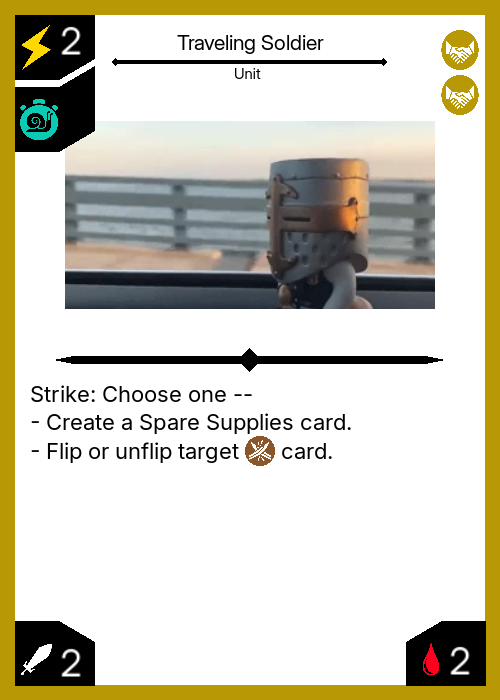 2
Traveling Soldier
Unit
Strike: Choose one --
- Create a Spare Supplies card.
- Flip or unflip target card.
2
2